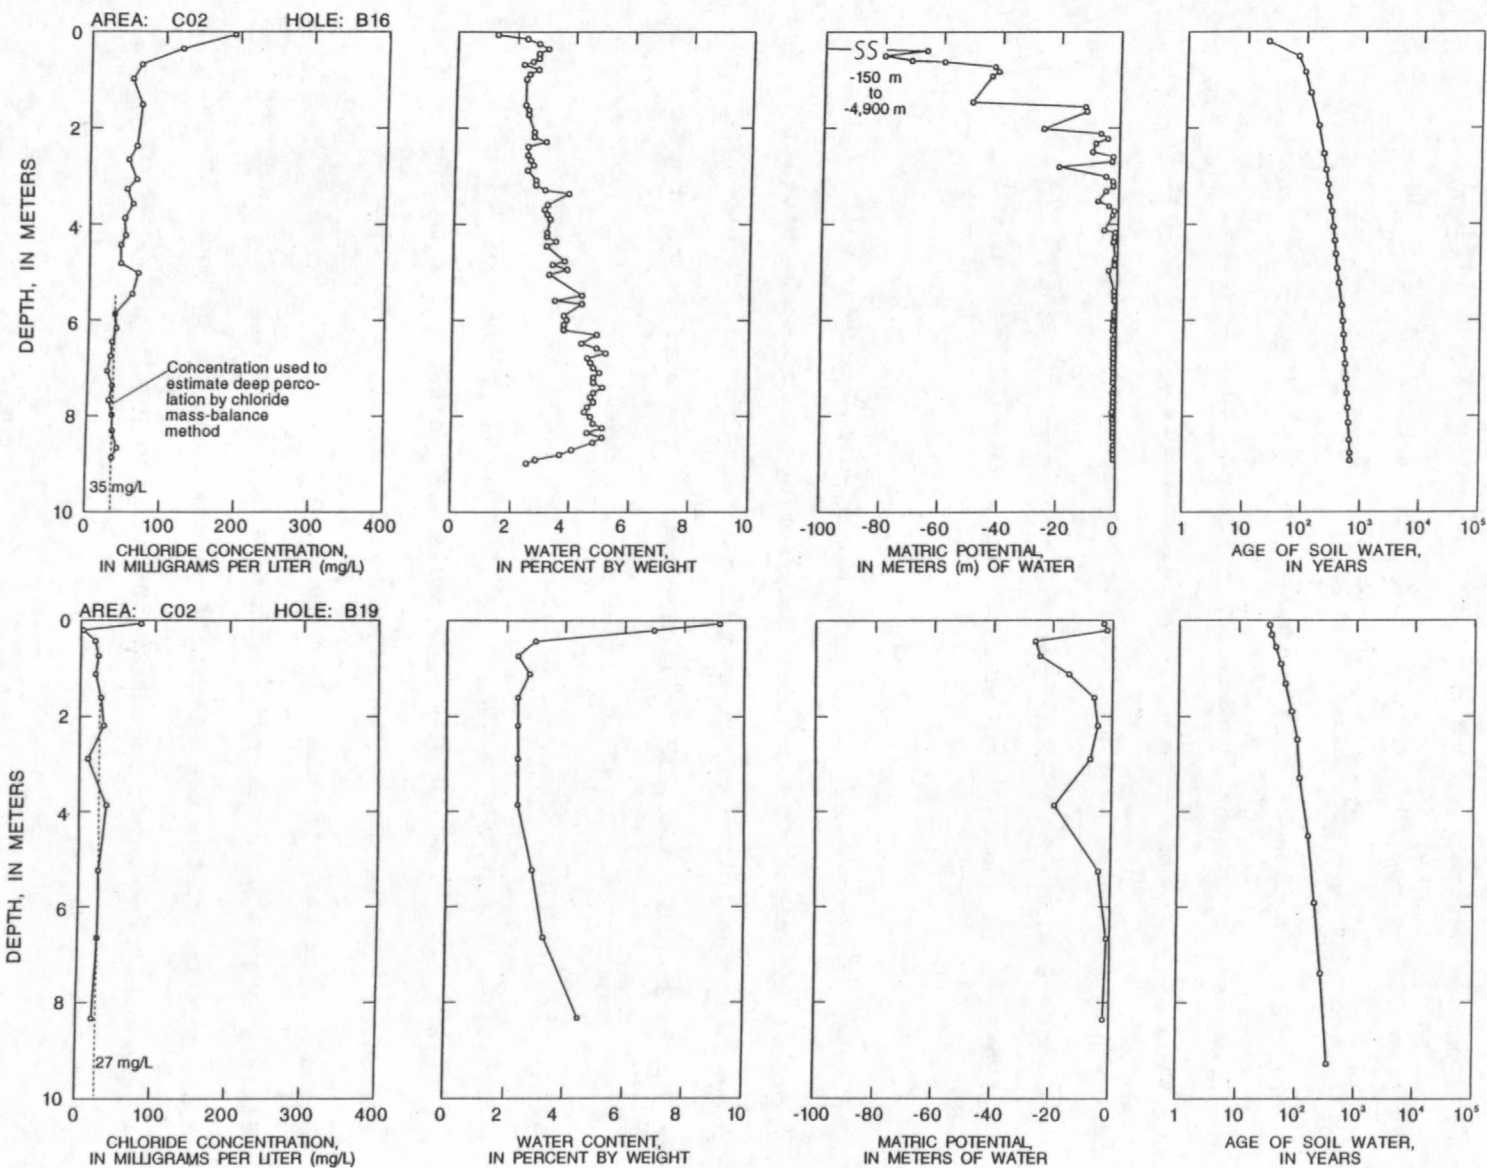 AREA: C02 HOLE: B16
0
2
4
6
8
10
DEPTH, IN METERS
Concentration used to
estimate deep perco-
lation by chloride
mass-balance
method
35 mg/L
0 100 200 300 400
CHLORIDE CONCENTRATION,
IN MILLIGRAMS PER LITER (mg/L)
0 2 4 6 8 10
WATER CONTENT,
IN PERCENT BY WEIGHT
SS
-150 m
to
-4,900 m
-100 -80 -60 -40 -20 0
MATRIC POTENTIAL,
IN METERS (m) OF WATER
1 10 10² 10³ 10⁴ 10⁵
AGE OF SOIL WATER,
IN YEARS
AREA: C02 HOLE: B19
0
2
4
6
8
10
DEPTH, IN METERS
27 mg/L
0 100 200 300 400
CHLORIDE CONCENTRATION,
IN MILLIGRAMS PER LITER (mg/L)
0 2 4 6 8 10
WATER CONTENT,
IN PERCENT BY WEIGHT
-100 -80 -60 -40 -20 0
MATRIC POTENTIAL,
IN METERS OF WATER
1 10 10² 10³ 10⁴ 10⁵
AGE OF SOIL WATER,
IN YEARS